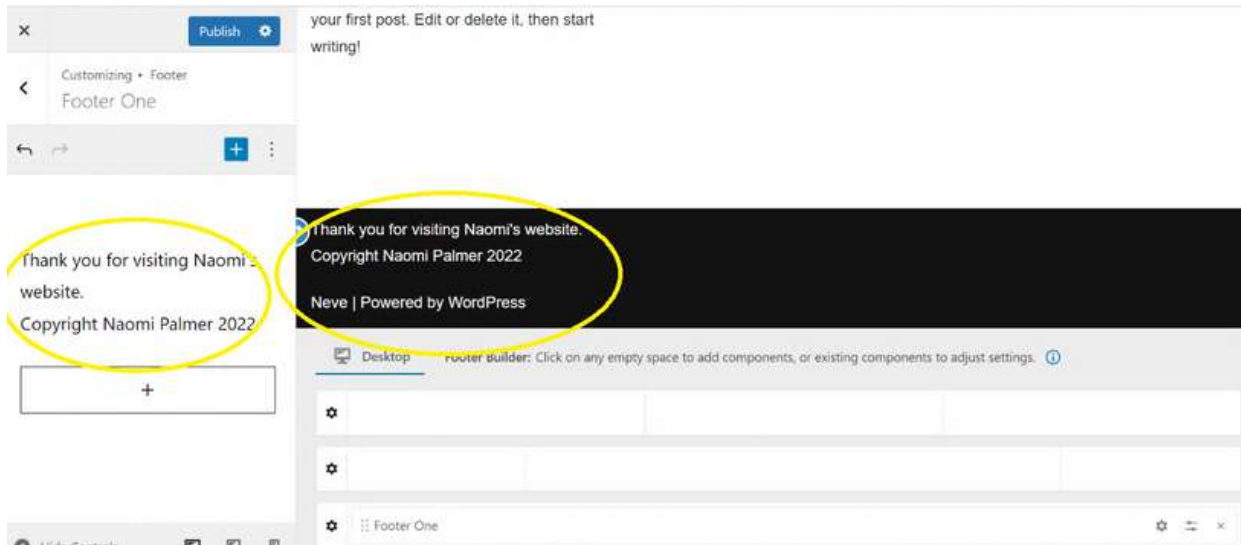 Publish
Customizing • Footer
Footer One
Thank you for visiting Naomi's
website.
Copyright Naomi Palmer 2022
+
Hide Controls
your first post. Edit or delete it, then start
writing!
Thank you for visiting Naomi's website.
Copyright Naomi Palmer 2022
Neve | Powered by WordPress
Desktop
Footer Builder: Click on any empty space to add components, or existing components to adjust settings.
Footer One